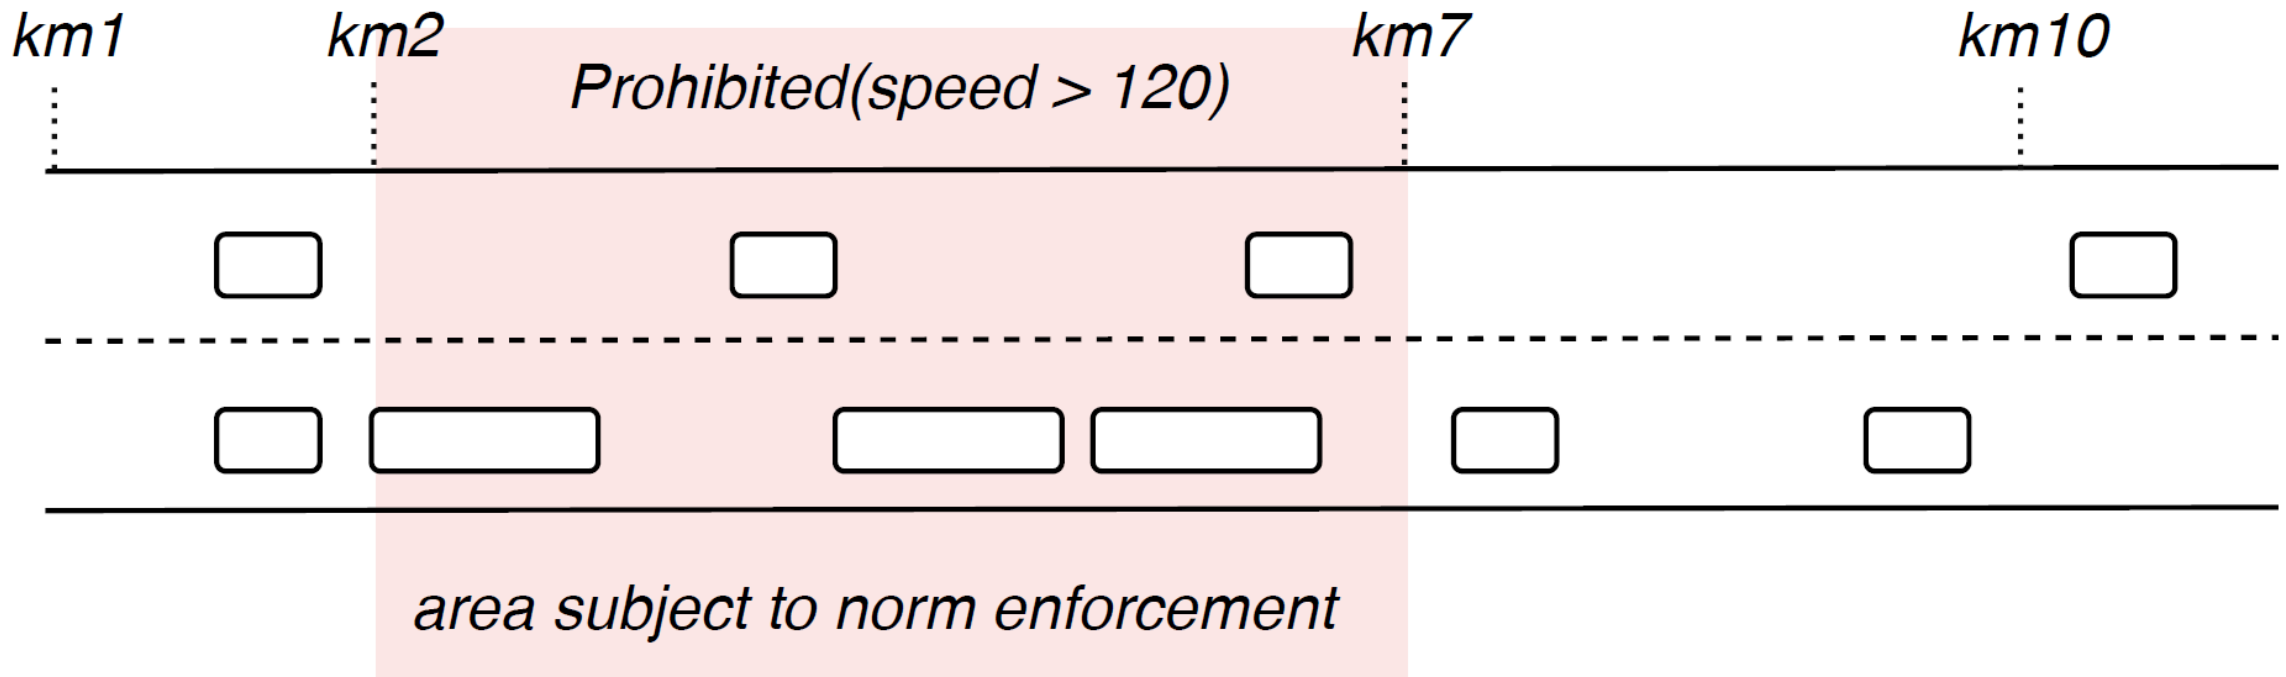 km1 km2 km7 km10
Prohibited(speed > 120)
area subject to norm enforcement